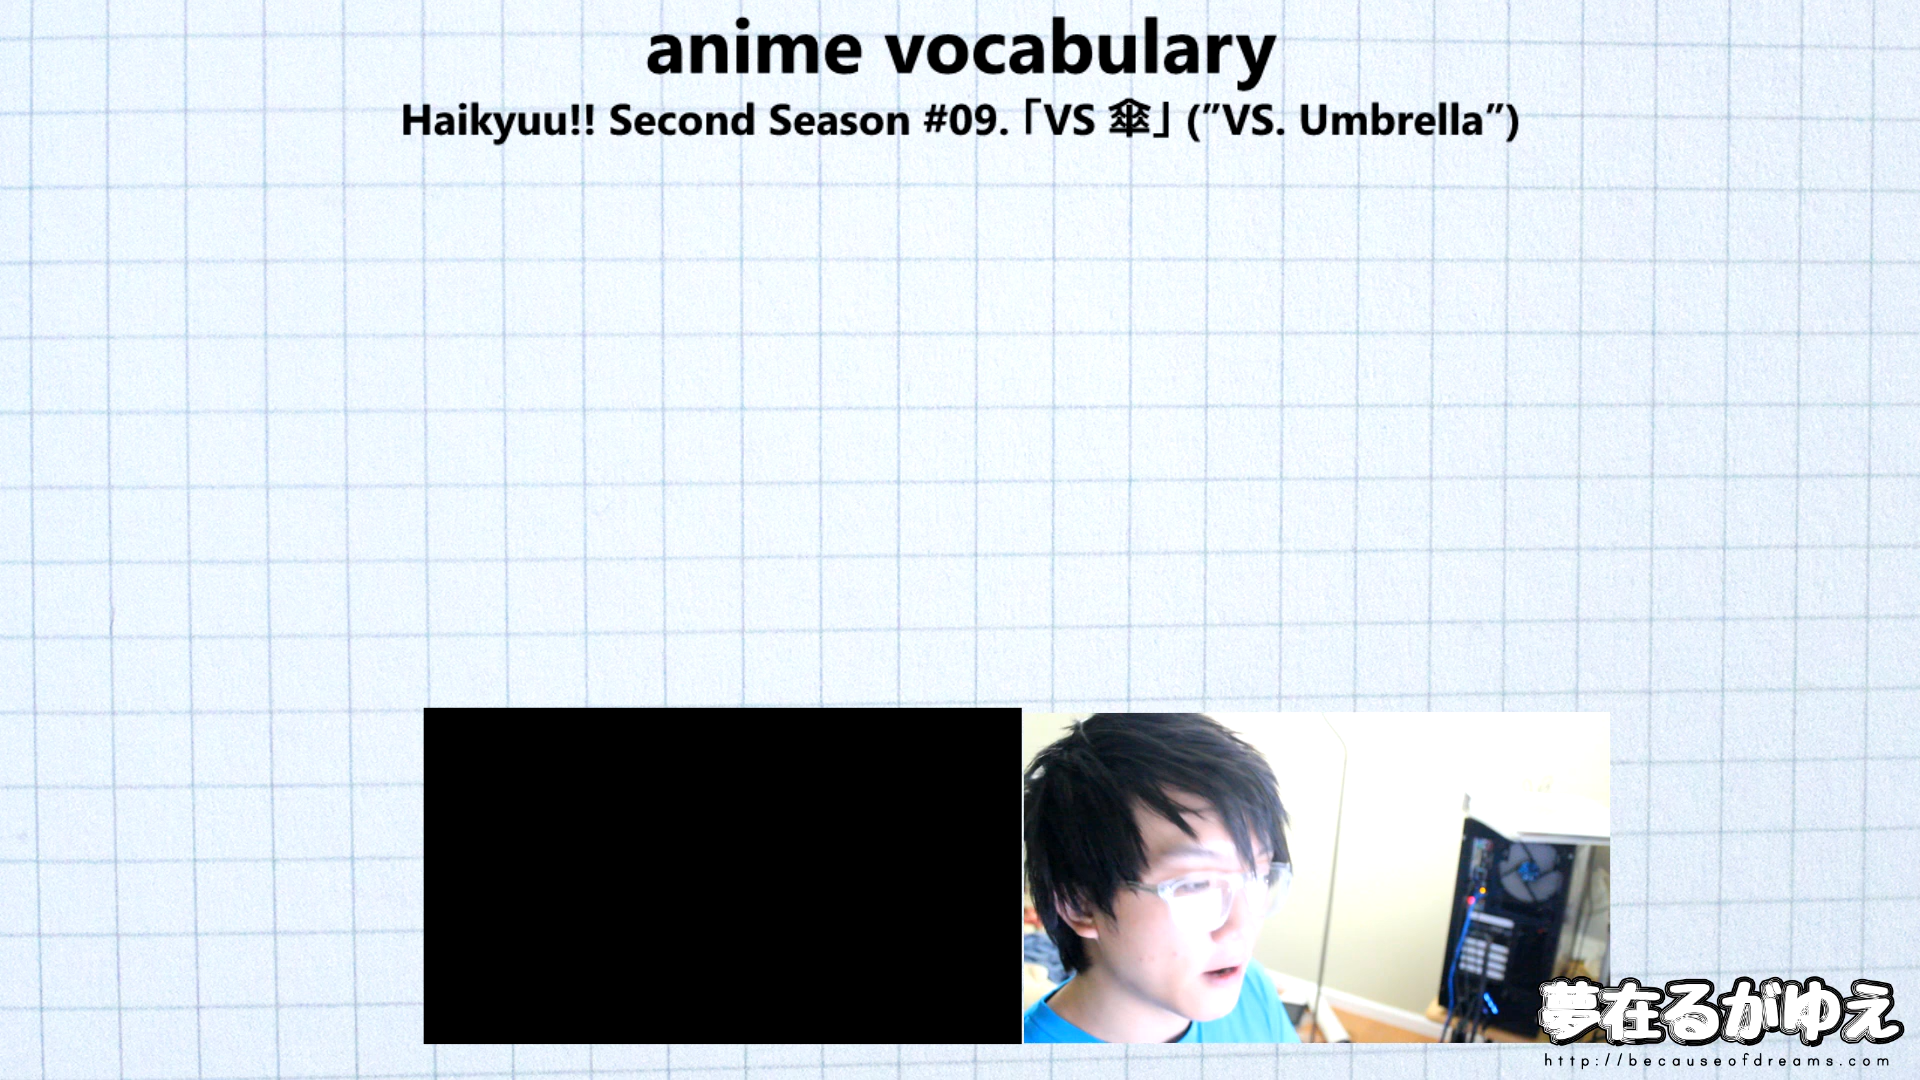 anime vocabulary
Haikyuu!! Second Season #09.「VS 傘」(”VS. Umbrella”)
夢在るがゆえ
http://becauseofdreams.com